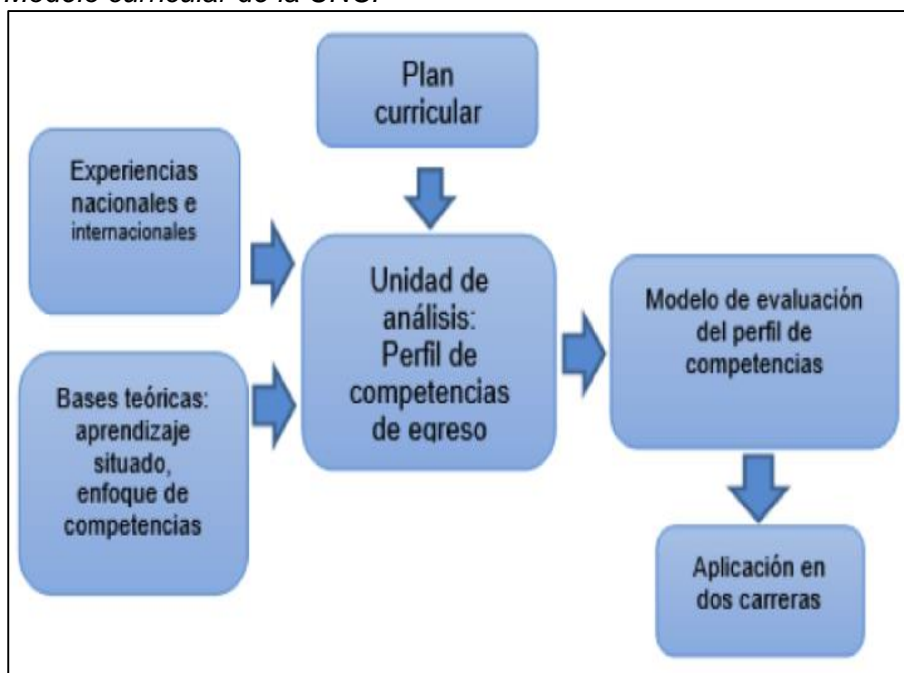 Modelo curricular de la
Plan
curricular
Experiencias
nacionales e
internacionales
Unidad de
análisis:
Perfil de
competencias
de egreso
Modelo de evaluación
del perfil de
competencias
Bases teóricas:
aprendizaje
situado,
enfoque de
competencias
Aplicación en
dos carreras